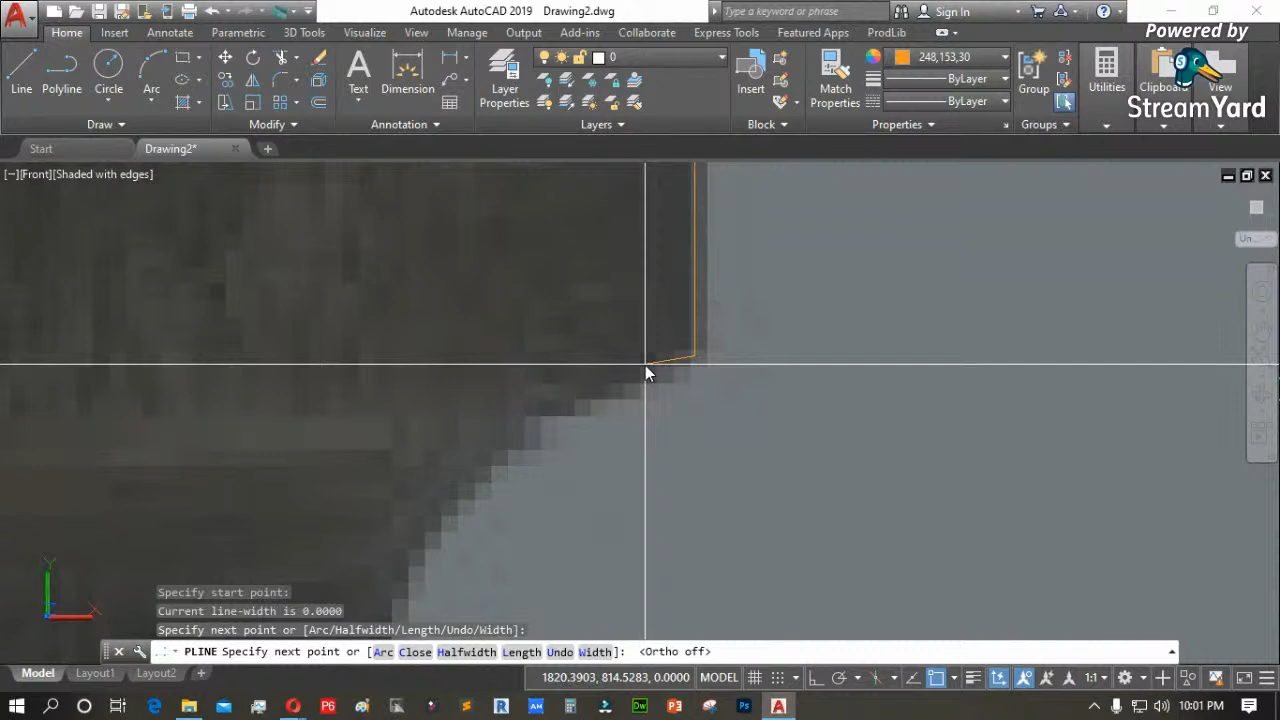 Autodesk AutoCAD 2019 Drawing2.dwg
Type a keyword or phrase
Sign In
Home Insert Annotate Parametric 3D Tools Visualize View Manage Output Add-ins Collaborate Express Tools Featured Apps ProdLib
Powered by
StreamYard
Line Polyline Circle Arc
Text Dimension
Layer Properties
0
Insert
Match Properties
248,153,30
ByLayer
ByLayer
Group
Utilities
Clipboard
View
Draw Modify Annotation Layers Block Properties Groups
Start Drawing2*
[−][Front][Shaded with edges]
Un...
Y
X
Specify start point:
Current line-width is 0.0000
Specify next point or [Arc/Halfwidth/Length/Undo/Width]:
PLINE Specify next point or [Arc Close Halfwidth Length Undo Width]: <Ortho off>
Model Layout1 Layout2 +
1820.3903, 814.5283, 0.0000 MODEL
1:1
10:01 PM